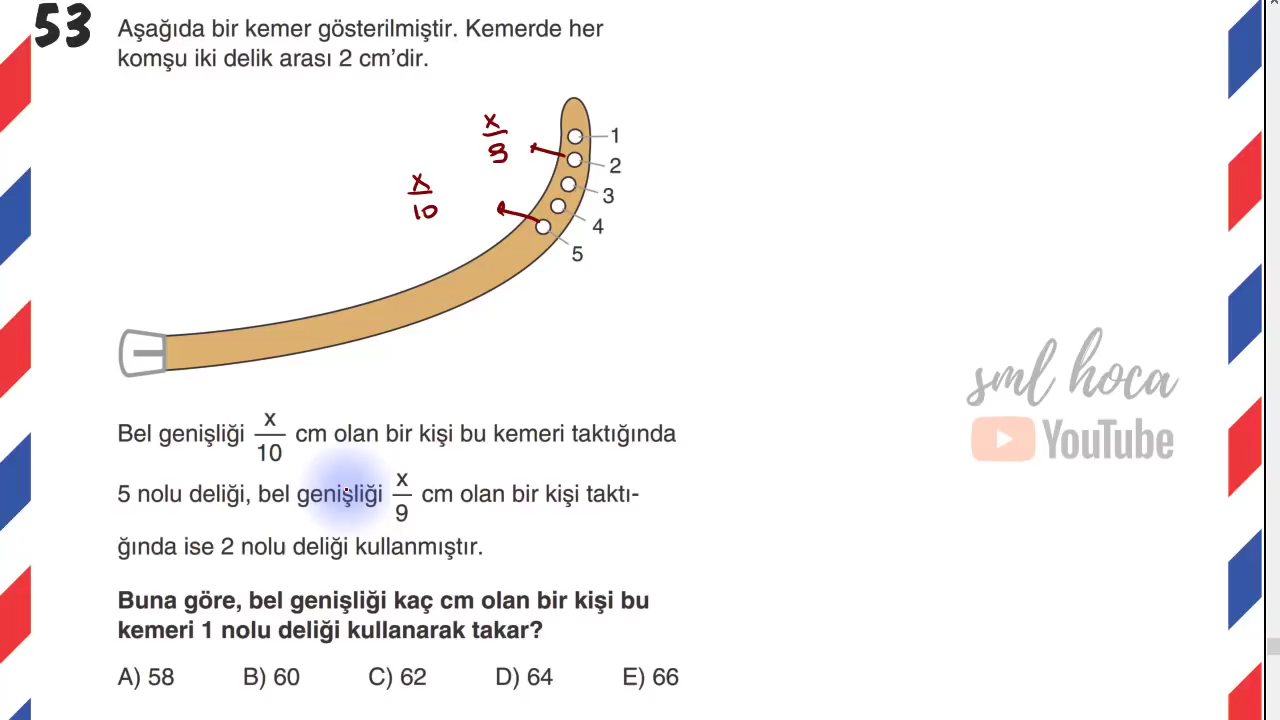 53
Aşağıda bir kemer gösterilmiştir. Kemerde her
komşu iki delik arası 2 cm'dir.
1
x/9
2
x/10
3
4
5
Bel genişliği x/10 cm olan bir kişi bu kemeri taktığında
5 nolu deliği, bel genişliği x/9 cm olan bir kişi taktı-
ğında ise 2 nolu deliği kullanmıştır.
Buna göre, bel genişliği kaç cm olan bir kişi bu
kemeri 1 nolu deliği kullanarak takar?
A) 58 B) 60 C) 62 D) 64 E) 66
sml hoca
YouTube